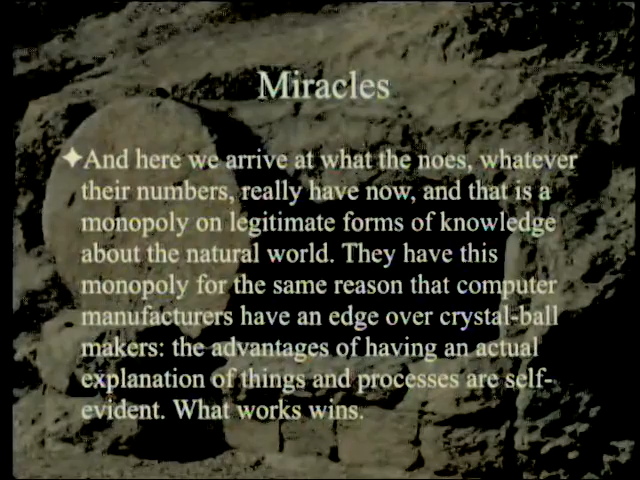 Miracles
✦And here we arrive at what the noes, whatever
their numbers, really have now, and that is a
monopoly on legitimate forms of knowledge
about the natural world. They have this
monopoly for the same reason that computer
manufacturers have an edge over crystal-ball
makers: the advantages of having an actual
explanation of things and processes are self-
evident. What works wins.